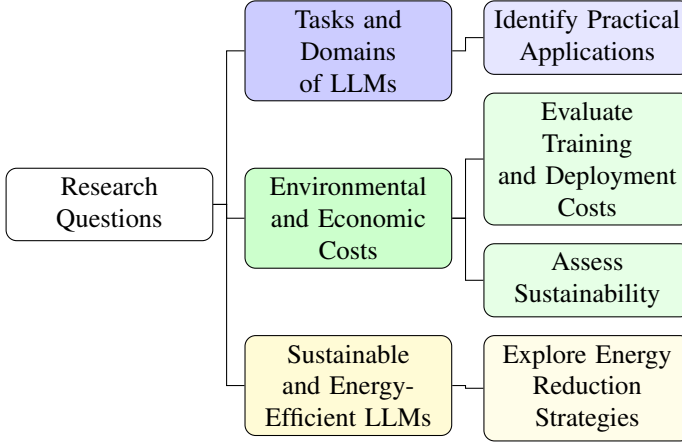 Research
Questions
Tasks and
Domains
of LLMs
Identify Practical
Applications
Environmental
and Economic
Costs
Evaluate
Training
and Deployment
Costs
Assess
Sustainability
Sustainable
and Energy-
Efficient LLMs
Explore Energy
Reduction
Strategies